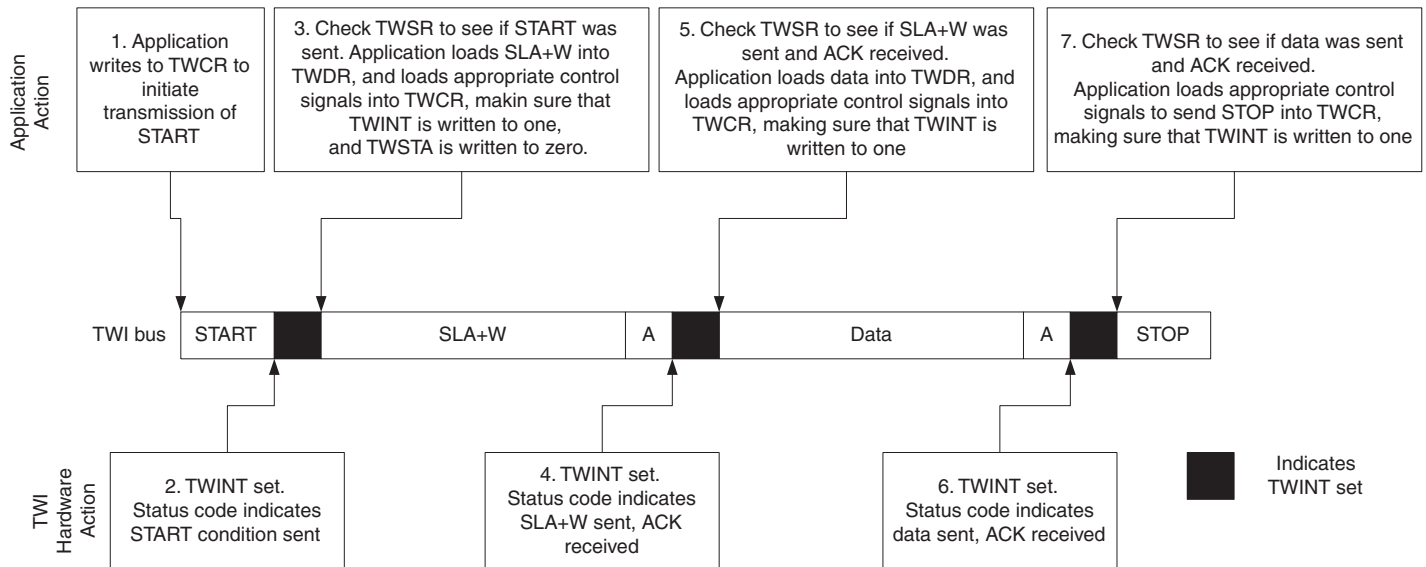 Application
Action
1. Application
writes to TWCR to
initiate
transmission of
START
3. Check TWSR to see if START was
sent. Application loads SLA+W into
TWDR, and loads appropriate control
signals into TWCR, makin sure that
TWINT is written to one,
and TWSTA is written to zero.
5. Check TWSR to see if SLA+W was
sent and ACK received.
Application loads data into TWDR, and
loads appropriate control signals into
TWCR, making sure that TWINT is
written to one
7. Check TWSR to see if data was sent
and ACK received.
Application loads appropriate control
signals to send STOP into TWCR,
making sure that TWINT is written to one
TWI bus
START
SLA+W
A
Data
A
STOP
TWI
Hardware
Action
2. TWINT set.
Status code indicates
START condition sent
4. TWINT set.
Status code indicates
SLA+W sent, ACK
received
6. TWINT set.
Status code indicates
data sent, ACK received
Indicates
TWINT set